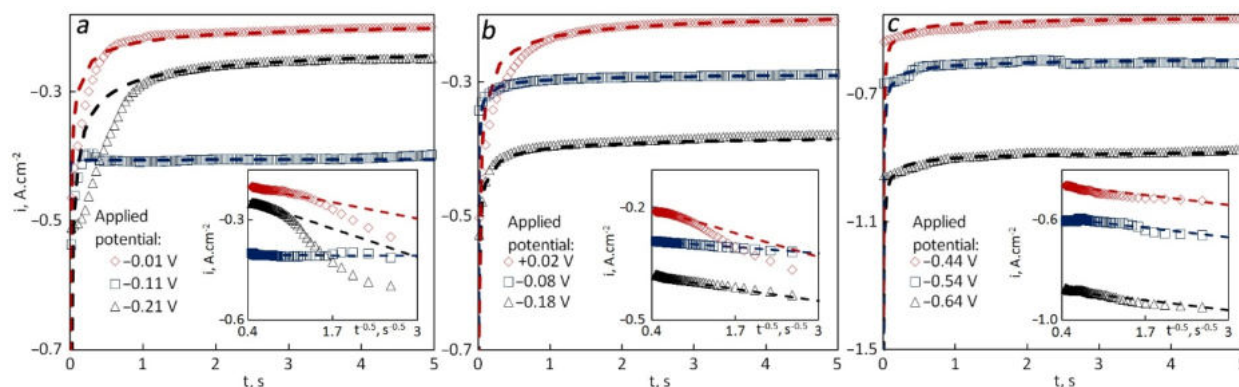 a
i, A.cm⁻²
−0.3
−0.5
−0.7
0 1 2 3 4 5
t, s
Applied
potential:
−0.01 V
−0.11 V
−0.21 V
i, A.cm⁻²
−0.3
−0.6
0.4 1.7 t⁻⁰·⁵, s⁻⁰·⁵ 3
b
−0.3
−0.5
−0.7
0 1 2 3 4 5
t, s
Applied
potential:
+0.02 V
−0.08 V
−0.18 V
i, A.cm⁻²
−0.2
−0.5
0.4 1.7 t⁻⁰·⁵, s⁻⁰·⁵ 3
c
−0.7
−1.1
−1.5
0 1 2 3 4 5
t, s
Applied
potential:
−0.44 V
−0.54 V
−0.64 V
i, A.cm⁻²
−0.6
−1.0
0.4 1.7 t⁻⁰·⁵, s⁻⁰·⁵ 3